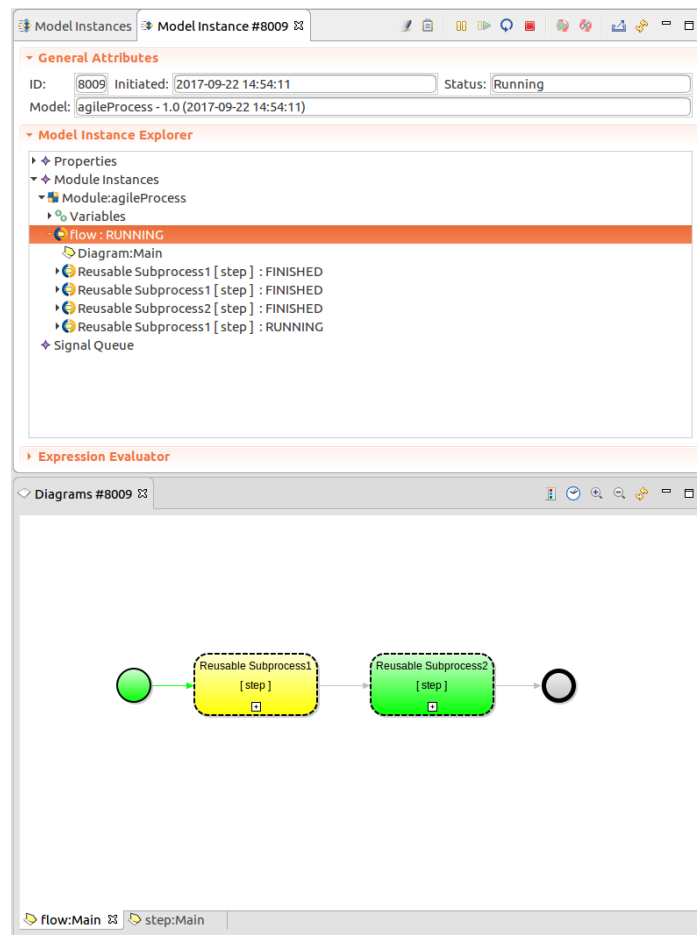 Model Instances Model Instance #8009
General Attributes
ID: 8009 Initiated: 2017-09-22 14:54:11 Status: Running
Model: agileProcess - 1.0 (2017-09-22 14:54:11)
Model Instance Explorer
Properties
Module Instances
Module:agileProcess
Variables
flow : RUNNING
Diagram:Main
Reusable Subprocess1 [ step ] : FINISHED
Reusable Subprocess1 [ step ] : FINISHED
Reusable Subprocess2 [ step ] : FINISHED
Reusable Subprocess1 [ step ] : RUNNING
Signal Queue
Expression Evaluator
Diagrams #8009
Reusable Subprocess1
[ step ]
Reusable Subprocess2
[ step ]
flow:Main step:Main